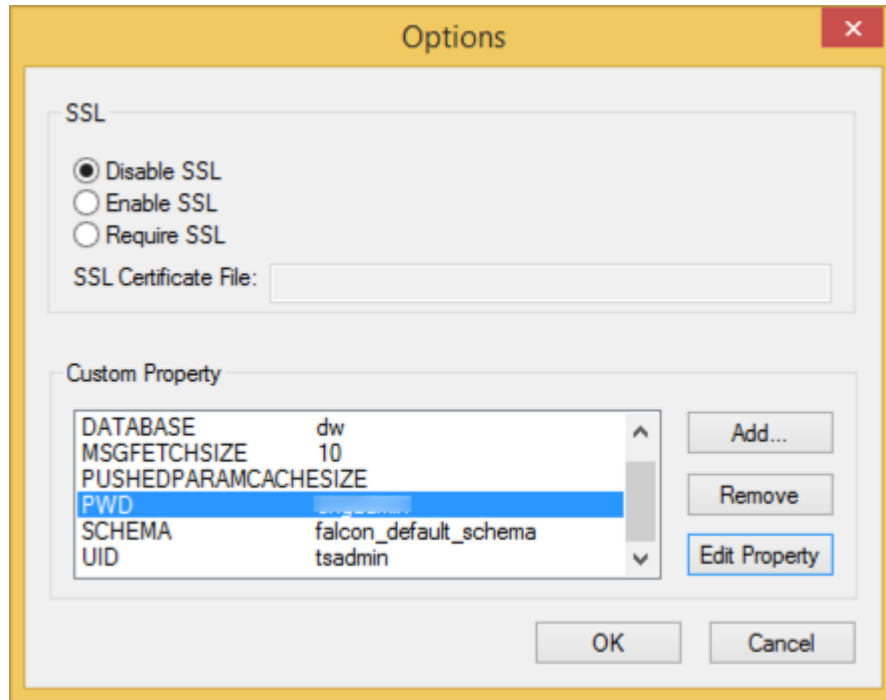 Options
SSL
Disable SSL
Enable SSL
Require SSL
SSL Certificate File:
Custom Property
DATABASE dw
MSGFETCHSIZE 10
PUSHEDPARAMCACHESIZE
PWD
SCHEMA falcon_default_schema
UID tsadmin
Add...
Remove
Edit Property
OK Cancel